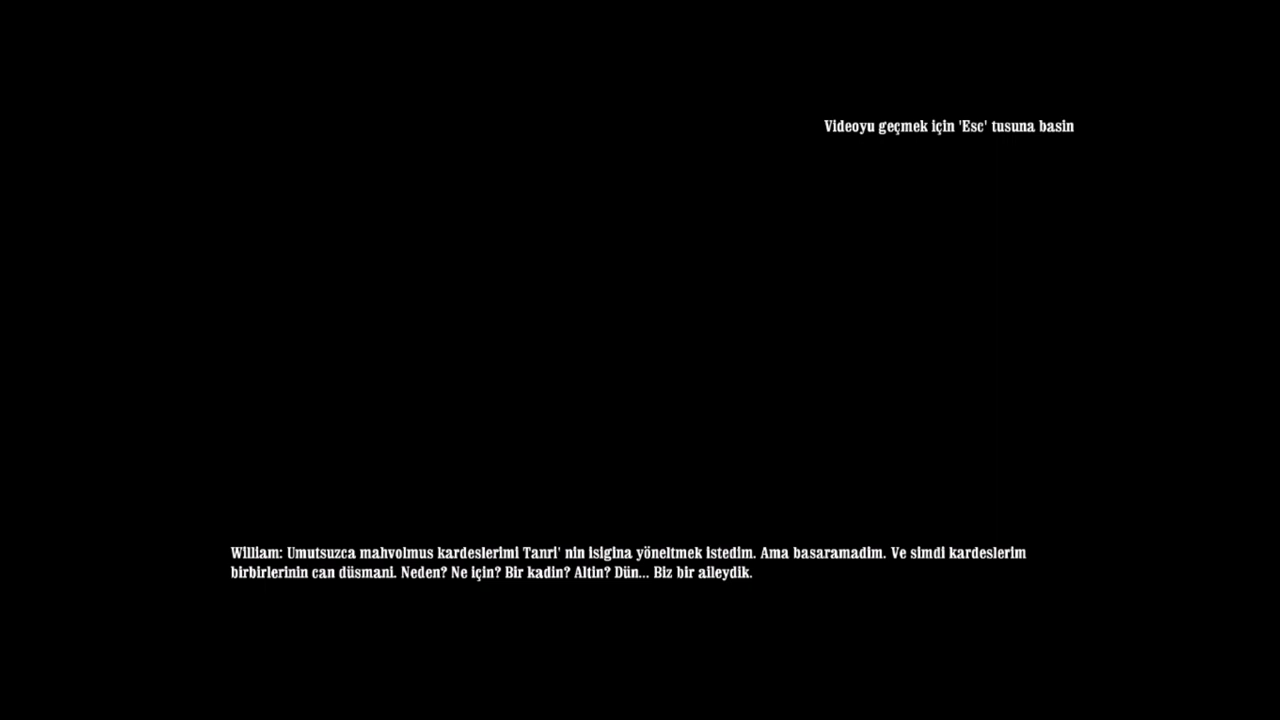 Videoyu geçmek için 'Esc' tusuna basin
William: Umutsuzca mahvolmus kardeslerimi Tanri' nin isigina yöneltmek istedim. Ama basaramadim. Ve simdi kardeslerim
birbirlerinin can düsmani. Neden? Ne için? Bir kadin? Altin? Dün... Biz bir aileydik.